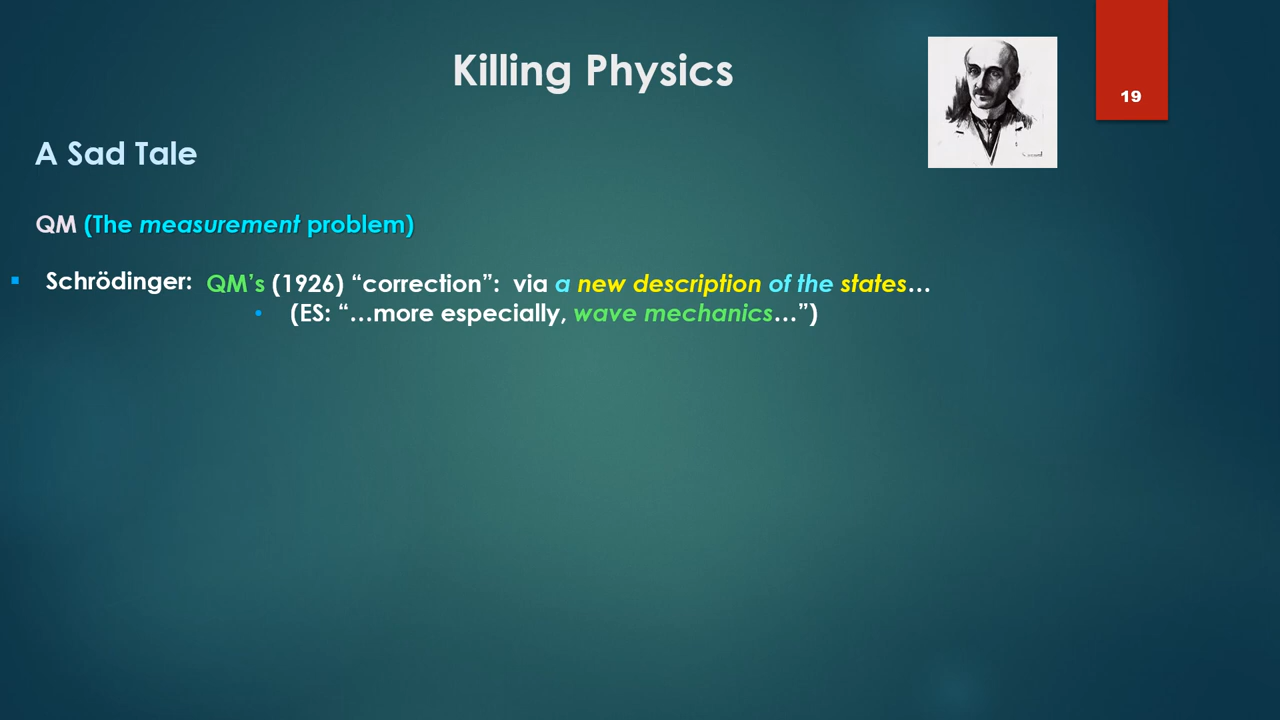 Killing Physics
19
A Sad Tale
QM (The measurement problem)
▪ Schrödinger: QM’s (1926) “correction”: via a new description of the states…
• (ES: “…more especially, wave mechanics…”)